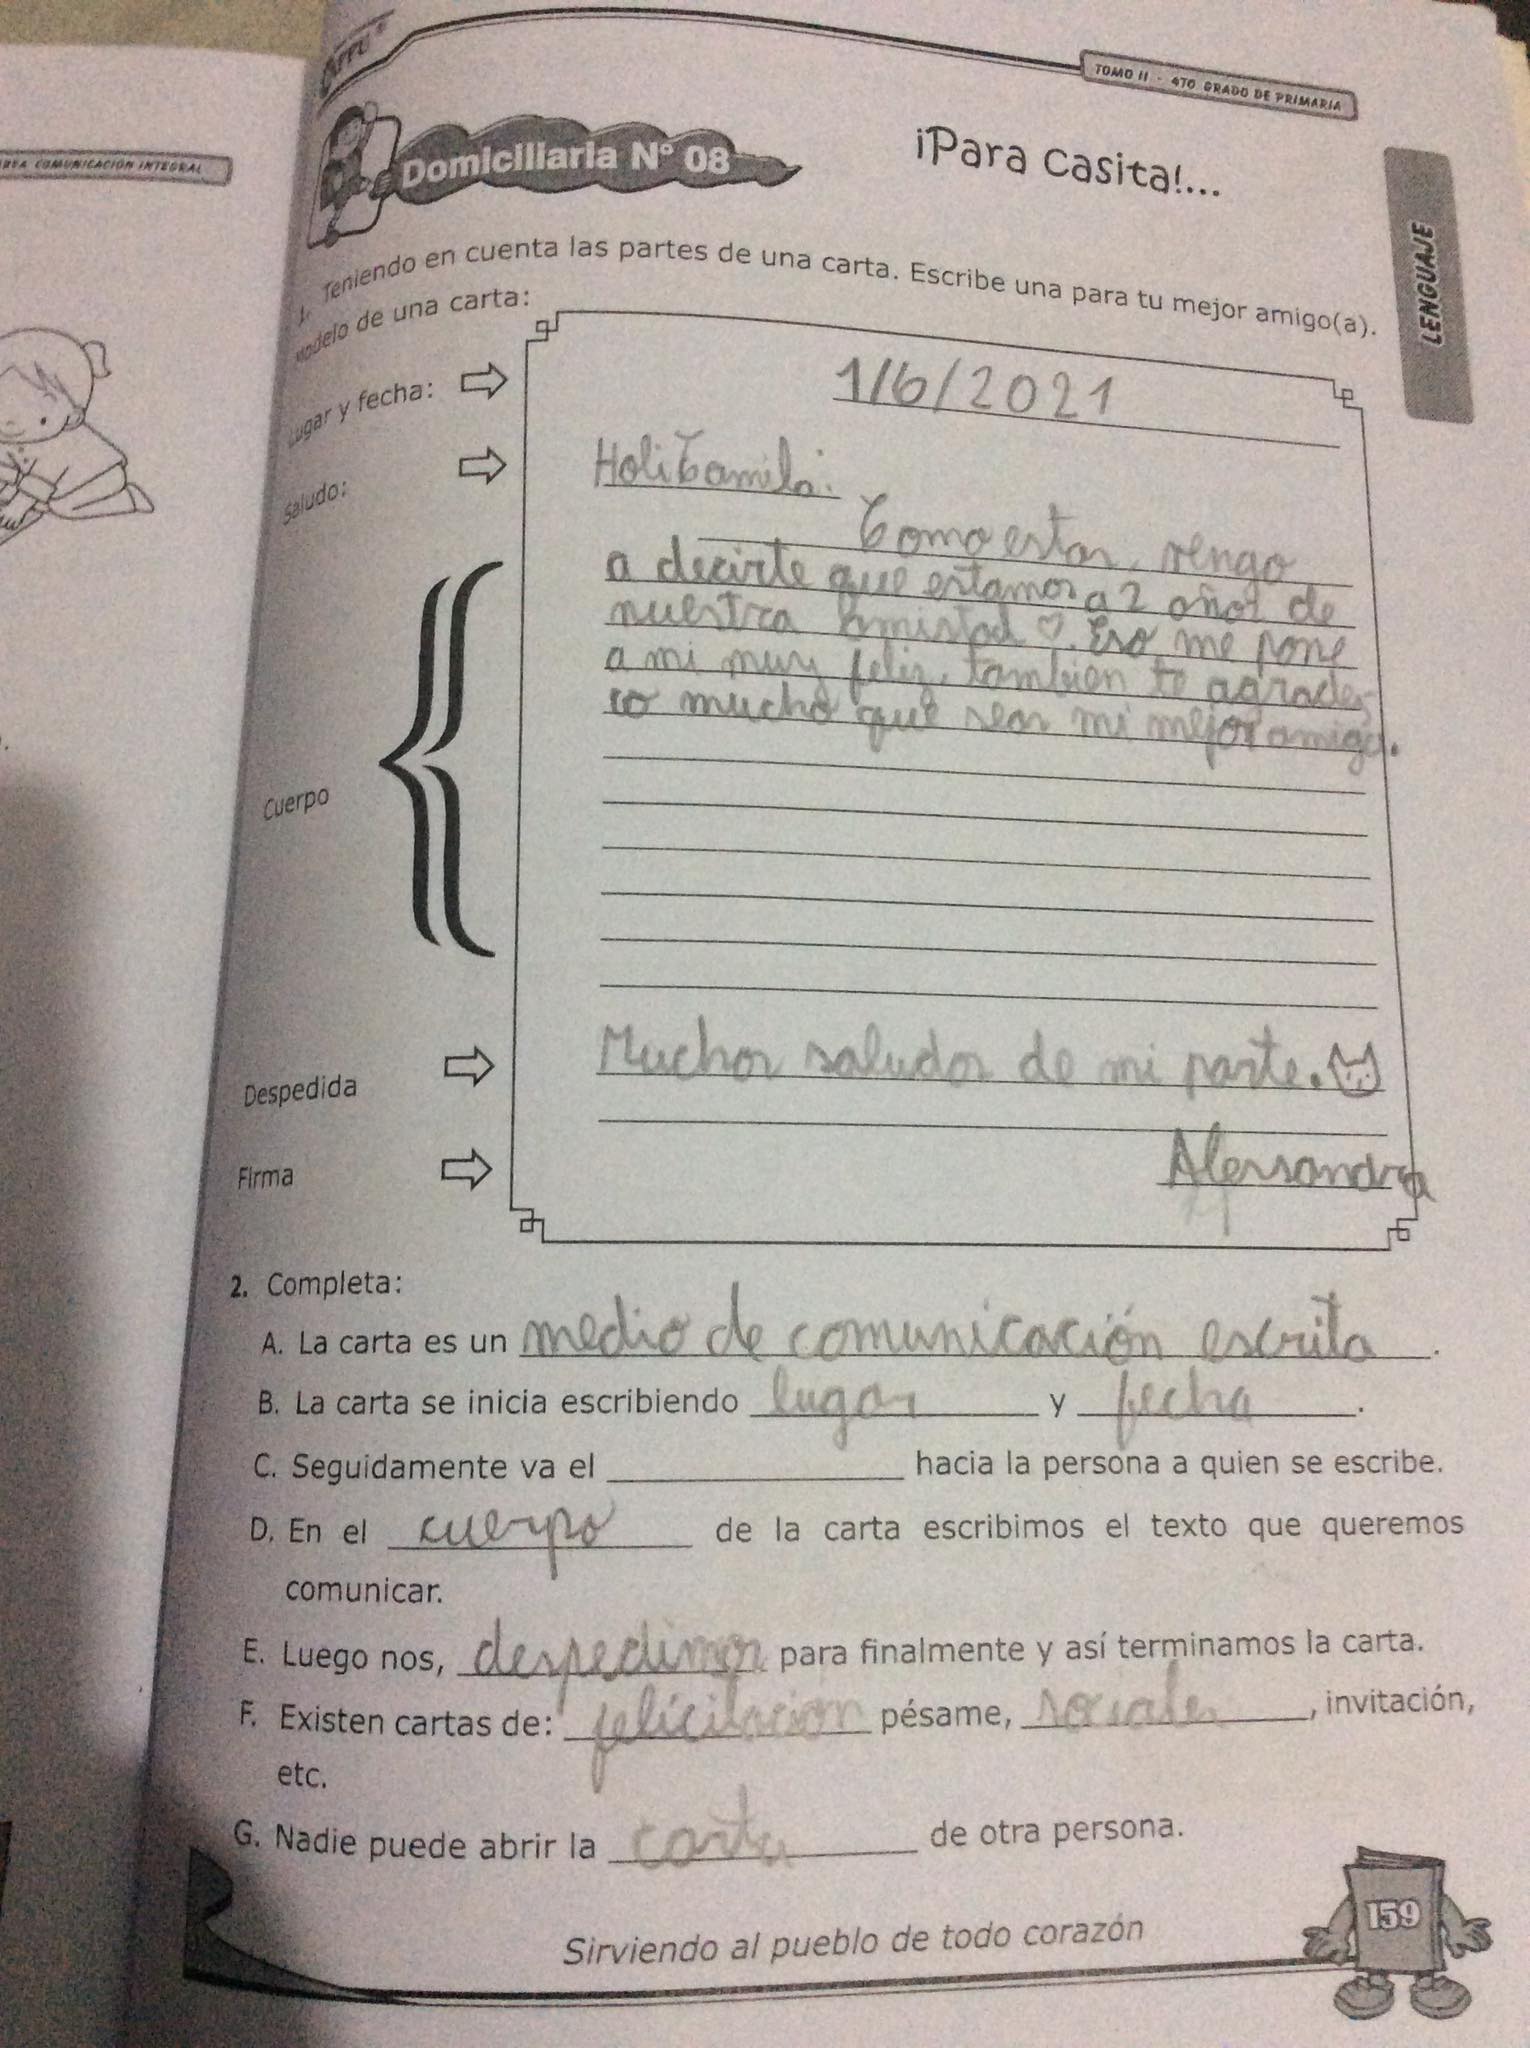 AREA COMUNICACIÓN INTEGRAL
APPU
TOMO II - 4TO GRADO DE PRIMARIA
Domiciliaria N° 08
¡Para Casita!...
LENGUAJE
1. Teniendo en cuenta las partes de una carta. Escribe una para tu mejor amigo(a).
Modelo de una carta:
Lugar y fecha:
1/6/2021
Saludo:
Holi Camila:
Como estas, vengo
a decirte que estamos a 2 años de
nuestra amistad ♡. Eso me pone
a mi muy feliz, tambien te agradez-
co mucho que seas mi mejor amiga.
Cuerpo
Despedida
Muchos saludos de mi parte.
Firma
Alessandra
2. Completa:
A. La carta es un medio de comunicación escrita.
B. La carta se inicia escribiendo lugar y fecha.
C. Seguidamente va el ____ hacia la persona a quien se escribe.
D. En el cuerpo de la carta escribimos el texto que queremos
comunicar.
E. Luego nos, despedimos para finalmente y así terminamos la carta.
F. Existen cartas de: felicitación pésame, sociales, invitación,
etc.
G. Nadie puede abrir la carta de otra persona.
Sirviendo al pueblo de todo corazón
159